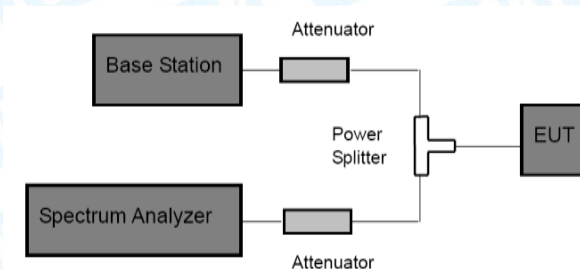 Attenuator
Base Station
Power
Splitter
EUT
Spectrum Analyzer
Attenuator